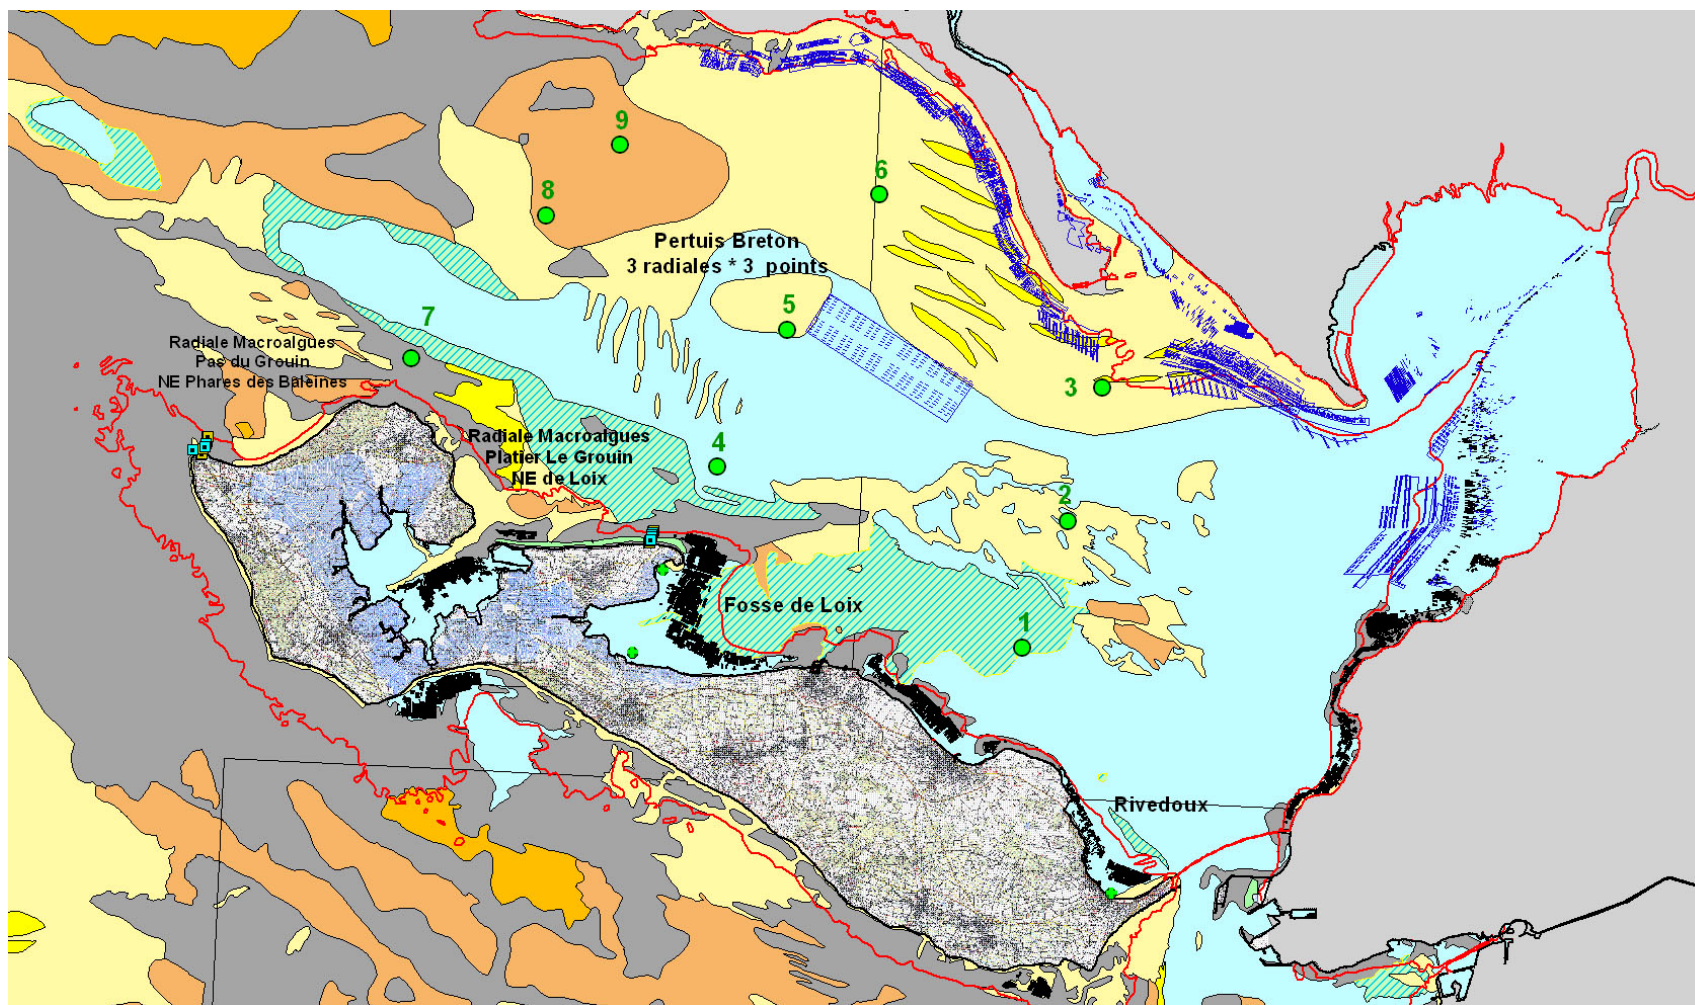 9
6
8
Pertuis Breton
3 radiales * 3  points
5
7
Radiale Macroalgues
Pas du Grouin
NE Phares des Baleines
3
Radiale Macroalgues
Platier Le Grouin
NE de Loix
4
2
Fosse de Loix
1
Rivedoux